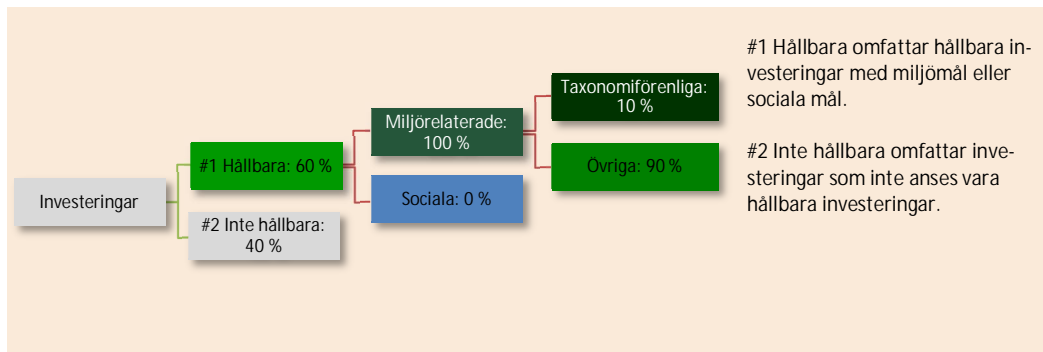 Investeringar
#1 Hållbara: 60 %
#2 Inte hållbara:
40 %
Miljörelaterade:
100 %
Sociala: 0 %
Taxonomiförenliga:
10 %
Övriga: 90 %
#1 Hållbara omfattar hållbara in-
vesteringar med miljömål eller
sociala mål.
#2 Inte hållbara omfattar inve-
steringar som inte anses vara
hållbara investeringar.